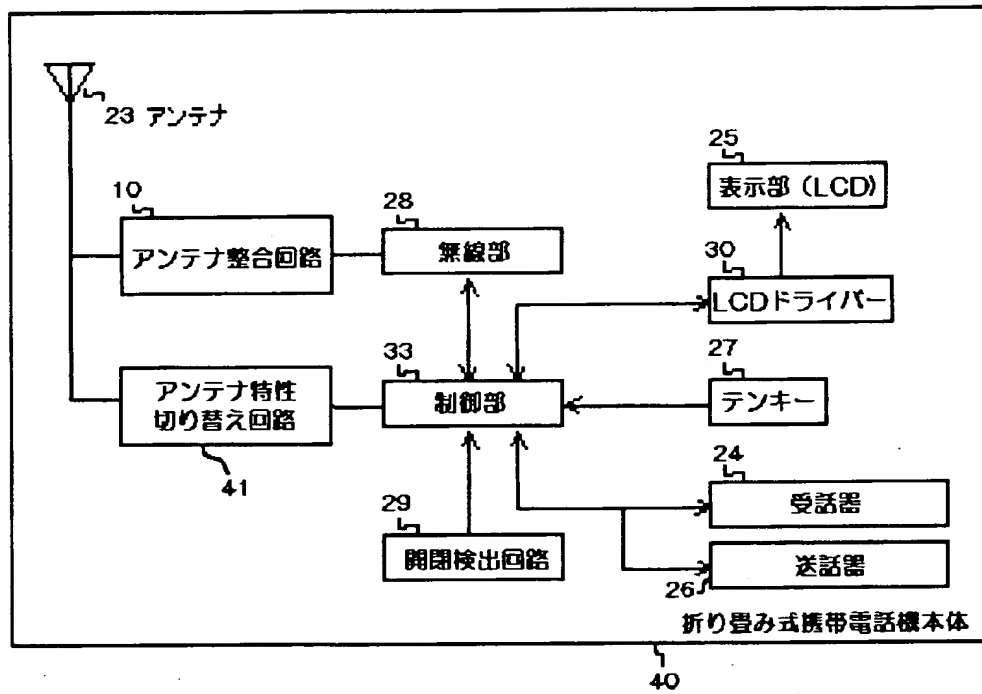 23 アンテナ
10
アンテナ整合回路
28
無線部
25
表示部（LCD）
30
LCDドライバー
33
制御部
27
テンキー
アンテナ特性
切り替え回路
41
29
開閉検出回路
24
受話器
送話器
26
折り畳み式携帯電話機本体
40